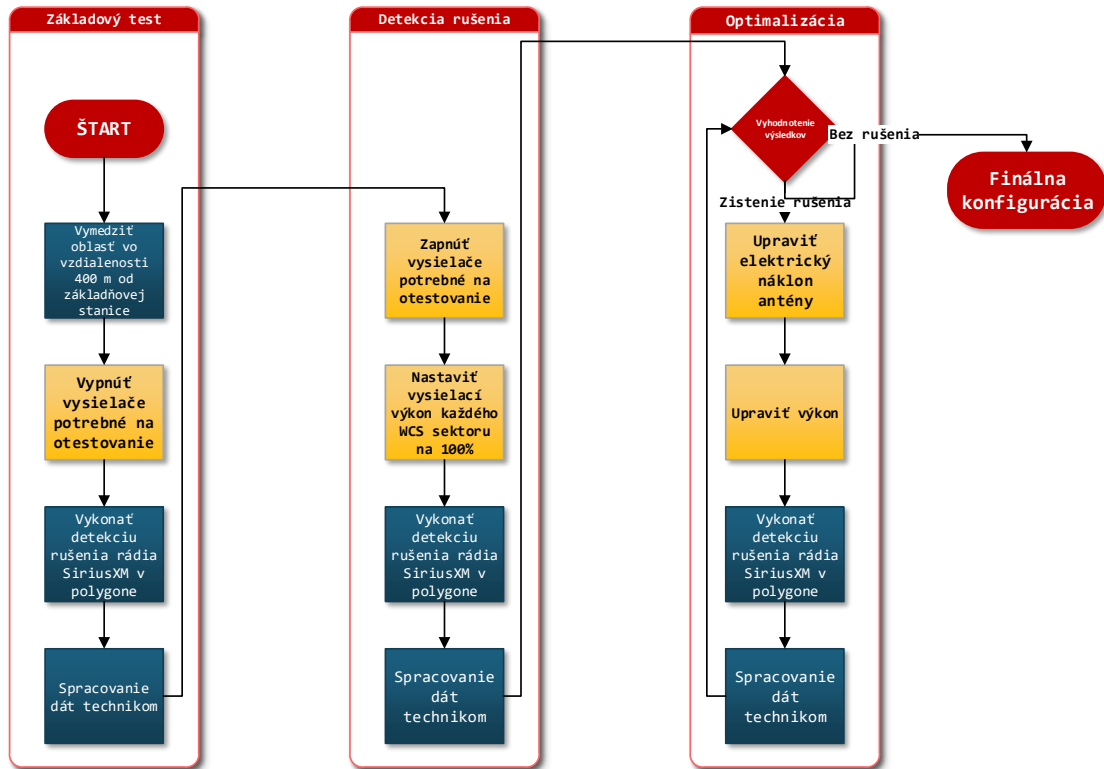 Základový test
ŠTART
Vymedziť
oblasť vo
vzdialenosti
400 m od
základňovej
stanice
Vypnúť
vysielače
potrebné na
otestovanie
Vykonať
detekciu
rušenia rádia
SiriusXM v
polygone
Spracovanie
dát technikom
Detekcia rušenia
Zapnúť
vysielače
potrebné na
otestovanie
Nastaviť
vysielací
výkon každého
WCS sektoru
na 100%
Vykonať
detekciu
rušenia rádia
SiriusXM v
polygone
Spracovanie
dát
technikom
Optimalizácia
Vyhodnotenie
výsledkov
Bez rušenia
Finálna
konfigurácia
Zistenie rušenia
Upraviť
elektrický
náklon
antény
Upraviť výkon
Vykonať
detekciu
rušenia rádia
SiriusXM v
polygone
Spracovanie
dát
technikom